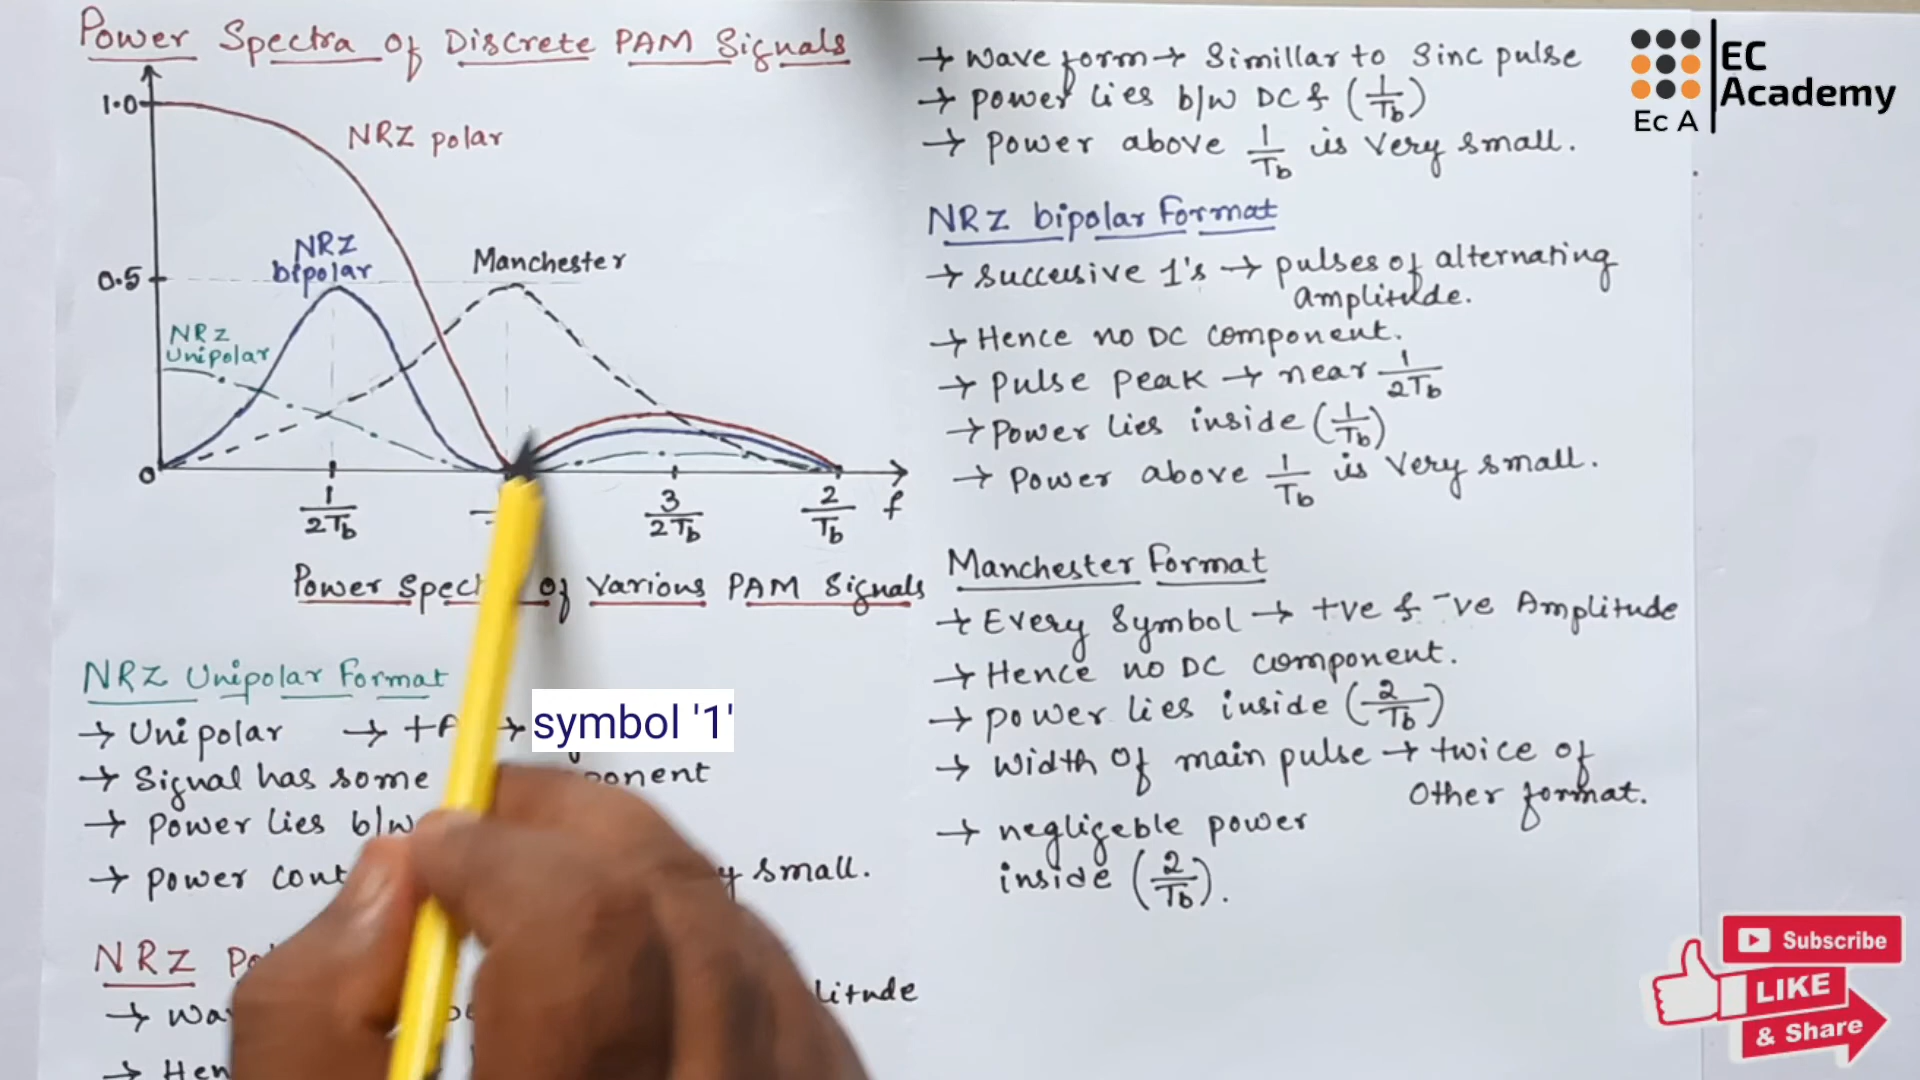 Power Spectra of Discrete PAM Signals
1.0
NRZ polar
NRZ
bipolar
Manchester
0.5
NRZ
Unipolar
0
1/2Tb
3/2Tb
2/Tb
f
Power Spect of Various PAM Signals
NRZ Unipolar Format
→ Unipolar → +A → symbol '1'
→ Signal has some ponent
→ Power lies b/w
→ power cont small.
NRZ Po
→ wav litude
→ Hen
→ Wave form → Simillar to Sinc pulse
→ power lies b/w DC & (1/Tb)
→ power above 1/Tb is very small.
NRZ bipolar Format
→ Succesive 1's → pulses of alternating
amplitude.
→ Hence no DC component.
→ Pulse peak → near 1/2Tb
→ Power lies inside (1/Tb)
→ Power above 1/Tb is very small.
Manchester Format
→ Every Symbol → +ve & -ve Amplitude
→ Hence no DC component.
→ power lies inside (2/Tb)
→ Width of main pulse → twice of
Other format.
→ negligeble power
inside (2/Tb).
EC
Academy
Ec A
Subscribe
LIKE
& Share